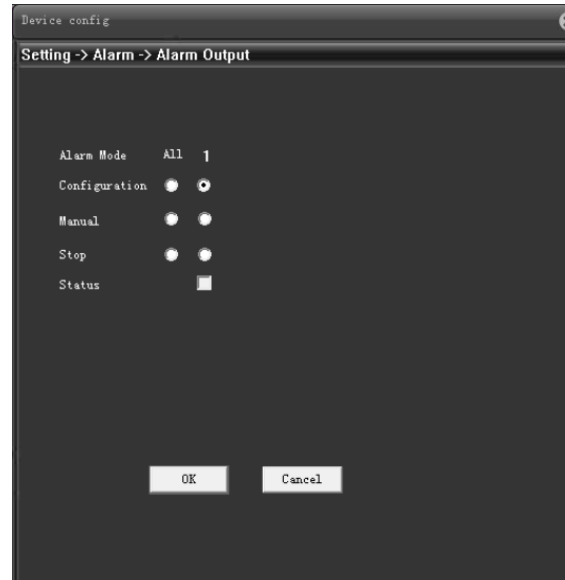 Device config
Setting -> Alarm -> Alarm Output
Alarm Mode All 1
Configuration
Manual
Stop
Status
OK Cancel